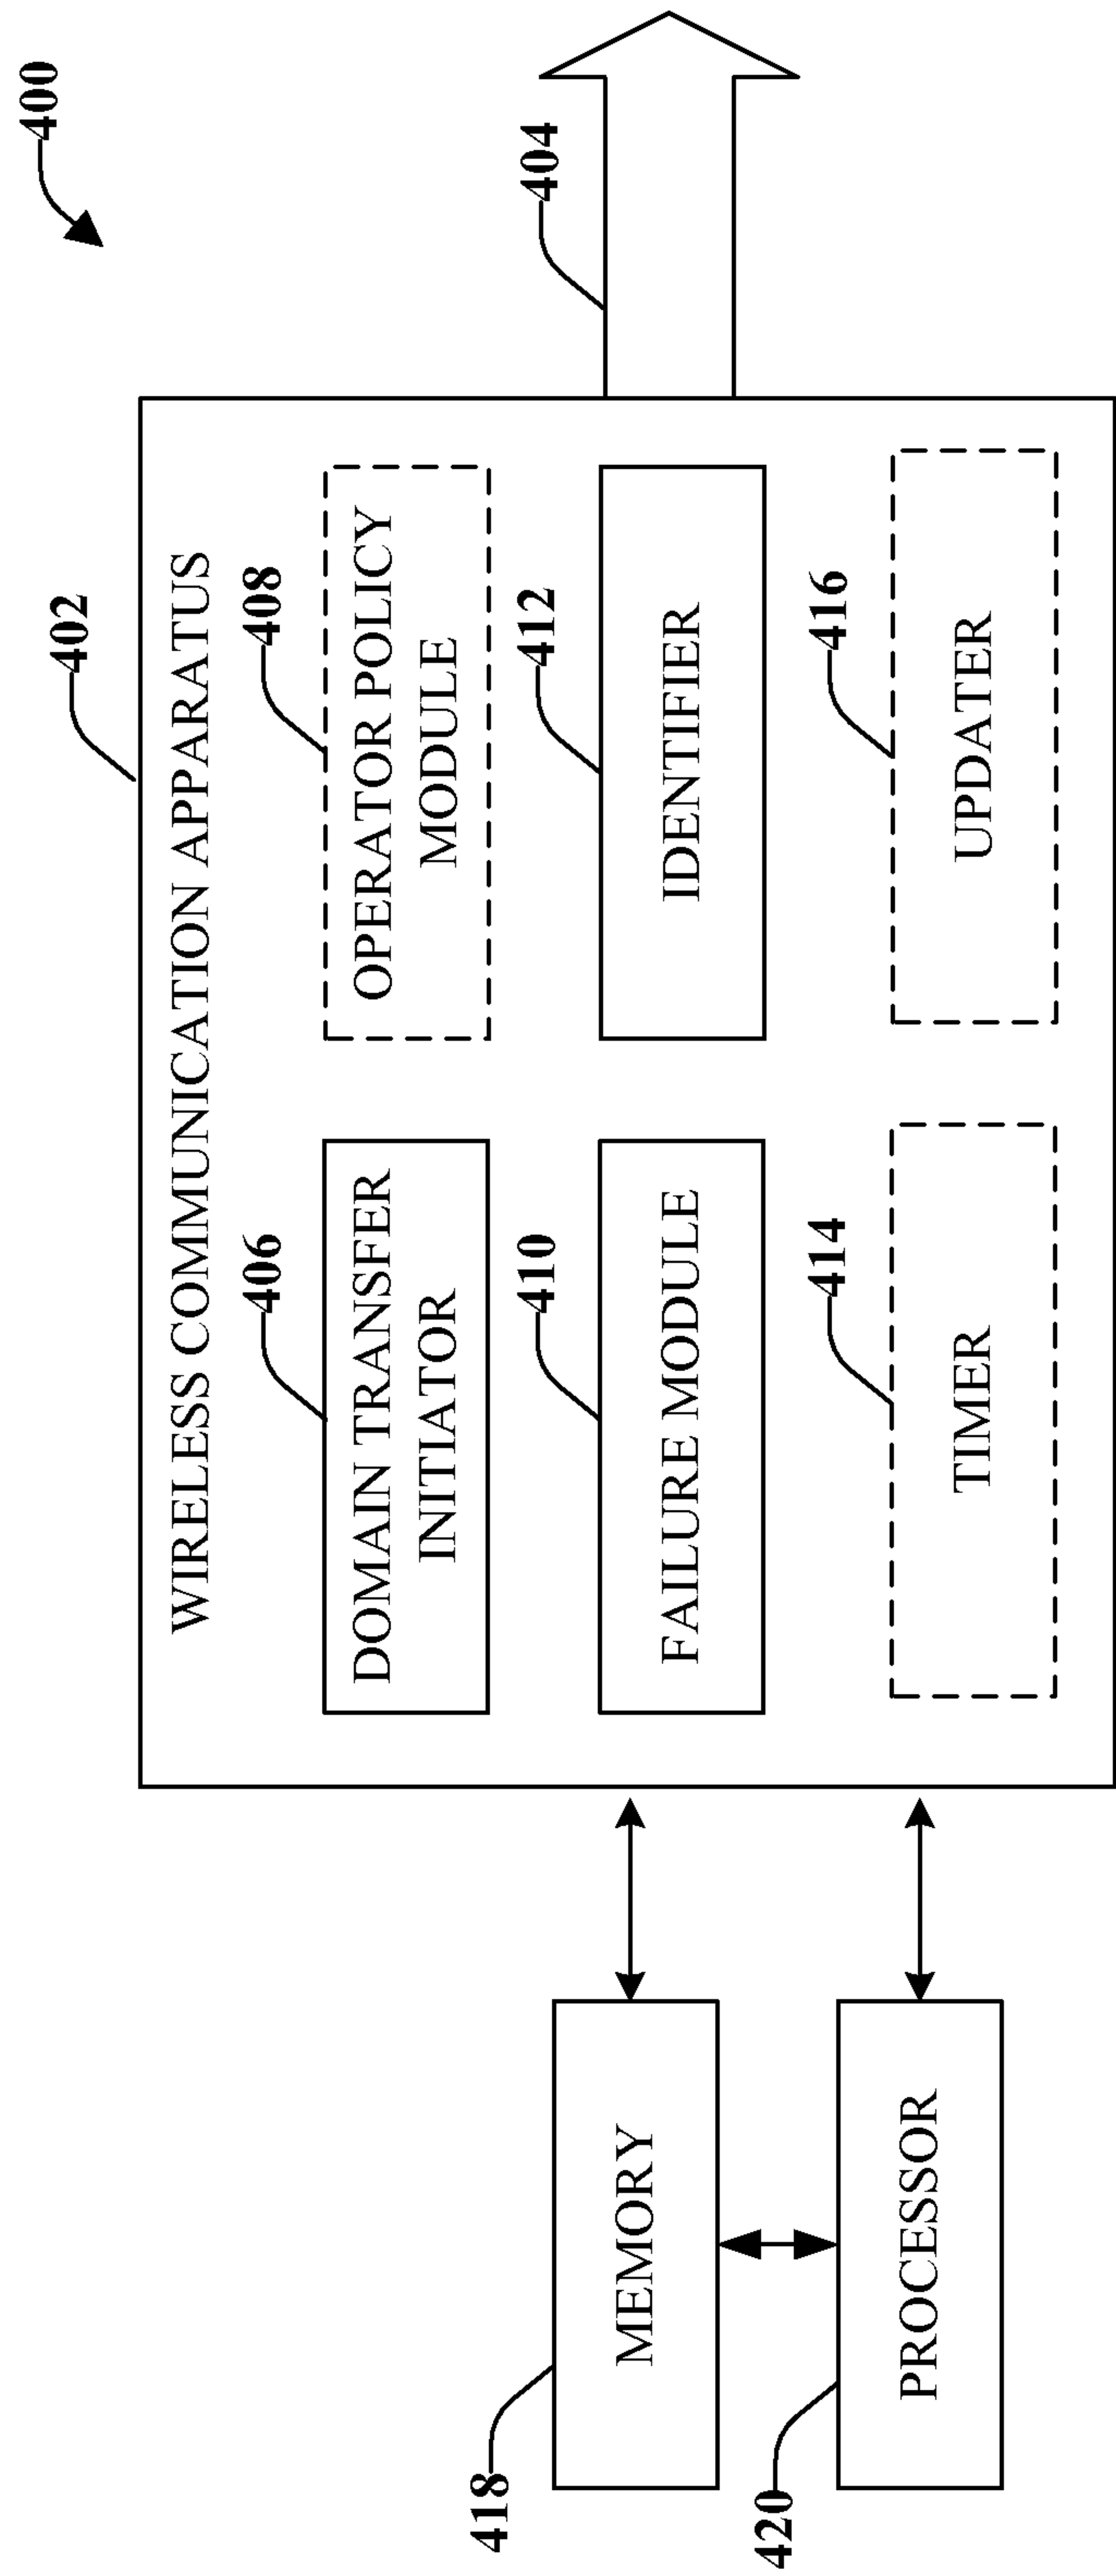 400
402
WIRELESS COMMUNICATION APPARATUS
404
406
DOMAIN TRANSFER
INITIATOR
408
OPERATOR POLICY
MODULE
410
FAILURE MODULE
412
IDENTIFIER
414
TIMER
416
UPDATER
418
MEMORY
420
PROCESSOR